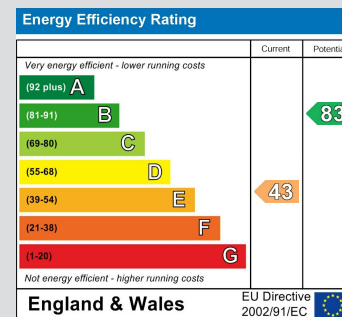 Energy Efficiency Rating
Current
Very energy efficient - lower running costs
(92 plus) A
(81-91) B
83
(69-80) C
(55-68) D
(39-54) E
43
(21-38) F
(1-20) G
Not energy efficient - higher running costs
England & Wales
EU Directive
2002/91/EC